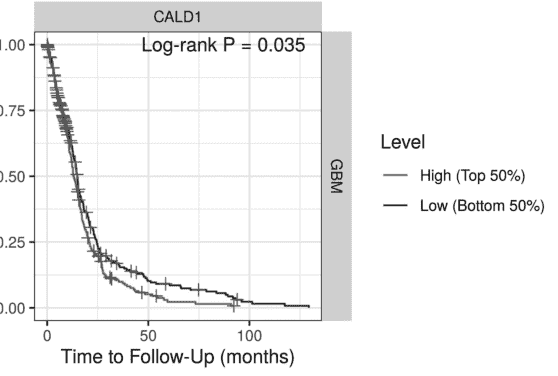 CALD1
Log-rank P = 0.035
1.00
0.75
0.50
0.25
0.00
GBM
0
50
100
Time to Follow-Up (months)
Level
High (Top 50%)
Low (Bottom 50%)